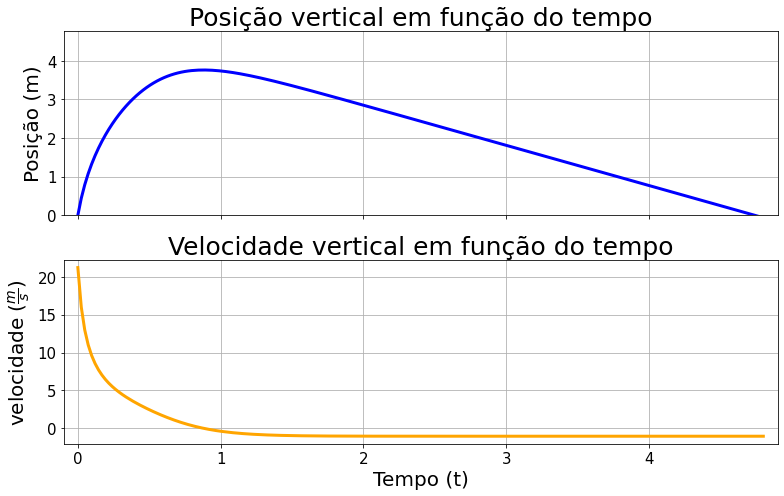 Posição vertical em função do tempo
Posição (m)
4
3
2
1
0
Velocidade vertical em função do tempo
velocidade (m/s)
20
15
10
5
0
0 1 2 3 4
Tempo (t)